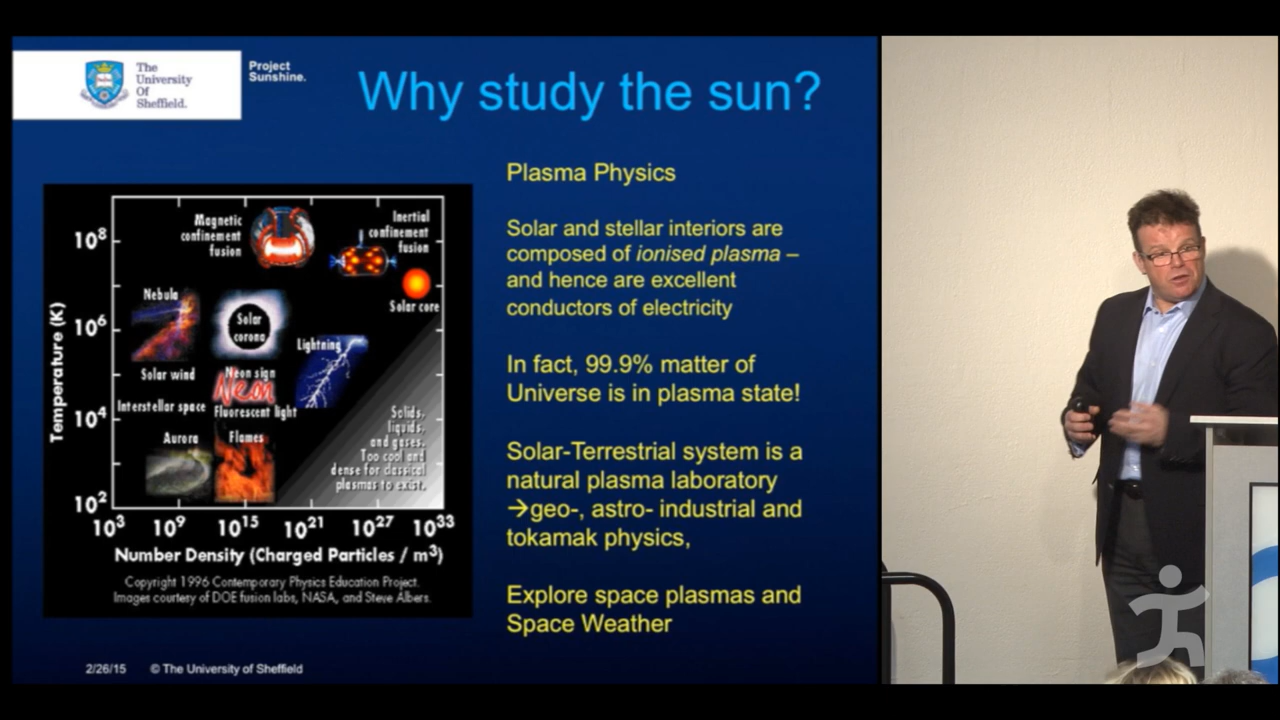 The
University
Of
Sheffield.
Project
Sunshine.
Why study the sun?
Temperature (K)
10⁸
10⁶
10⁴
10²
Magnetic
confinement
fusion
Inertial
confinement
fusion
Solar core
Nebula
Solar
corona
Lightning
Solar wind
Neon sign
Neon
Interstellar space
Fluorescent light
Aurora
Flames
Solids,
liquids,
and gases.
Too cool and
dense for classical
plasmas to exist.
10³ 10⁹ 10¹⁵ 10²¹ 10²⁷ 10³³
Number Density (Charged Particles / m³)
Copyright 1996 Contemporary Physics Education Project.
Images courtesy of DOE fusion labs, NASA, and Steve Albers.
Plasma Physics
Solar and stellar interiors are
composed of ionised plasma –
and hence are excellent
conductors of electricity
In fact, 99.9% matter of
Universe is in plasma state!
Solar-Terrestrial system is a
natural plasma laboratory
→geo-, astro- industrial and
tokamak physics,
Explore space plasmas and
Space Weather
2/26/15 © The University of Sheffield